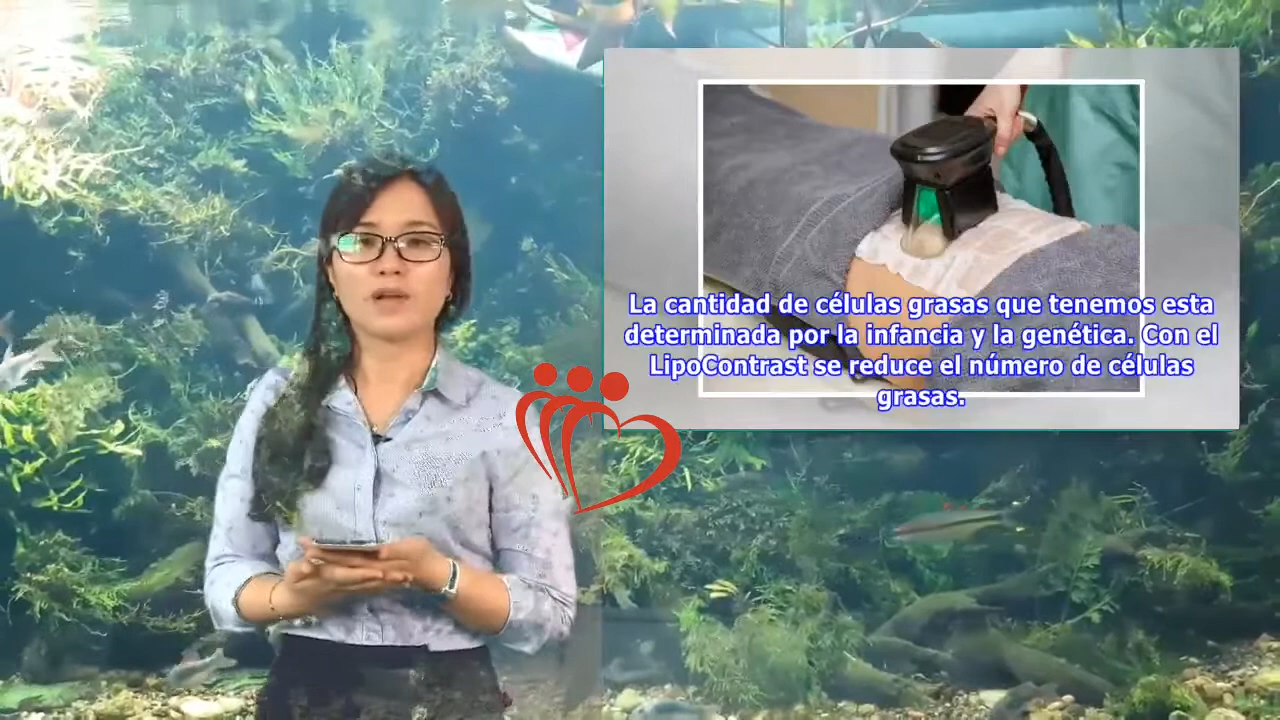 La cantidad de células grasas que tenemos esta
determinada por la infancia y la genética. Con el
LipoContrast se reduce el número de células
grasas.